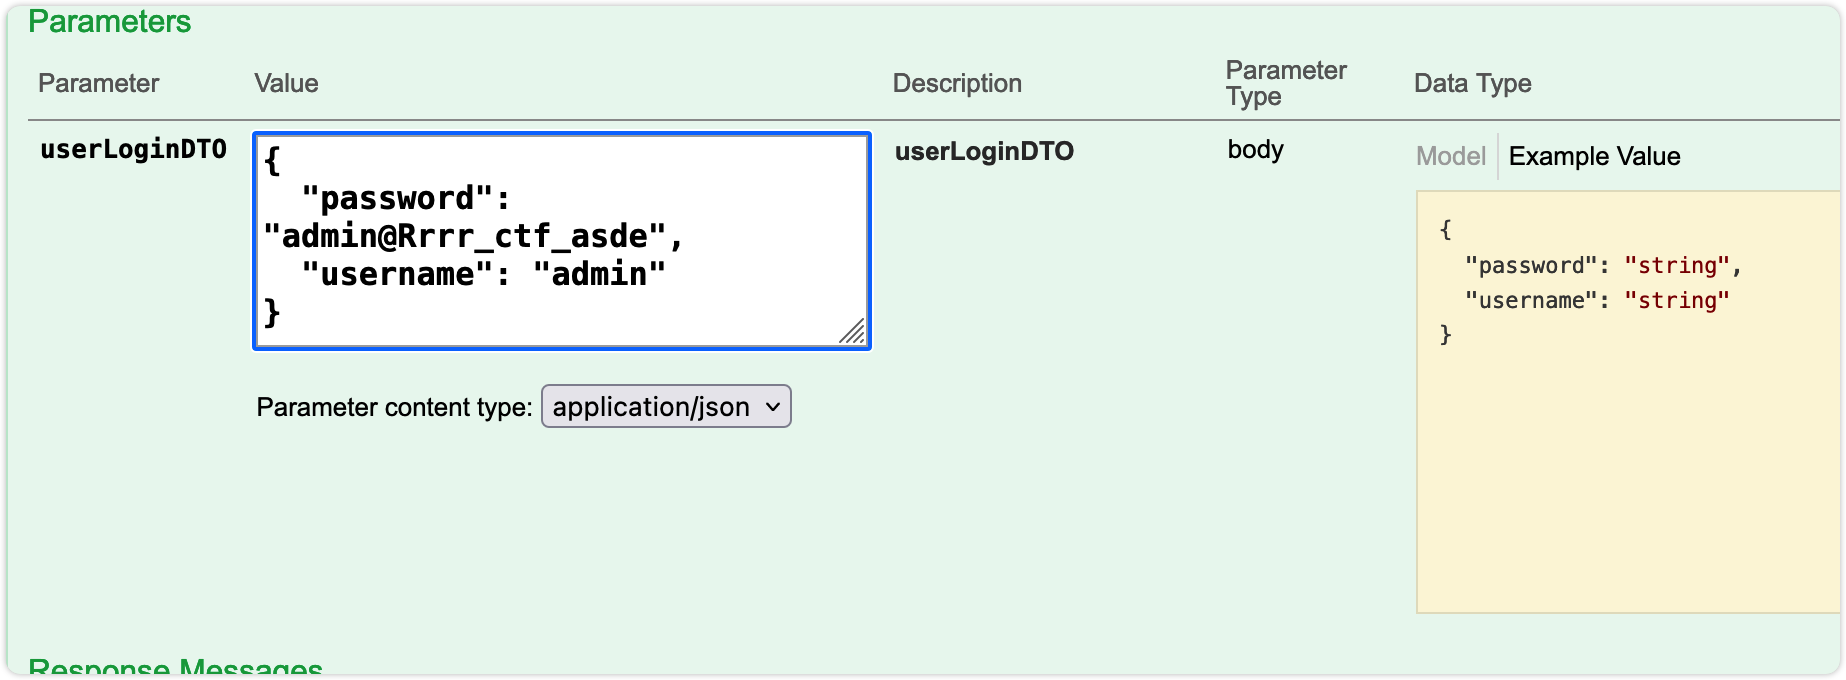 Parameters
Parameter Value Description Parameter Type Data Type
userLoginDTO
{
"password":
"admin@Rrrr_ctf_asde",
"username": "admin"
}
Parameter content type: application/json
userLoginDTO
body
Model Example Value
{
"password": "string",
"username": "string"
}
Response Messages